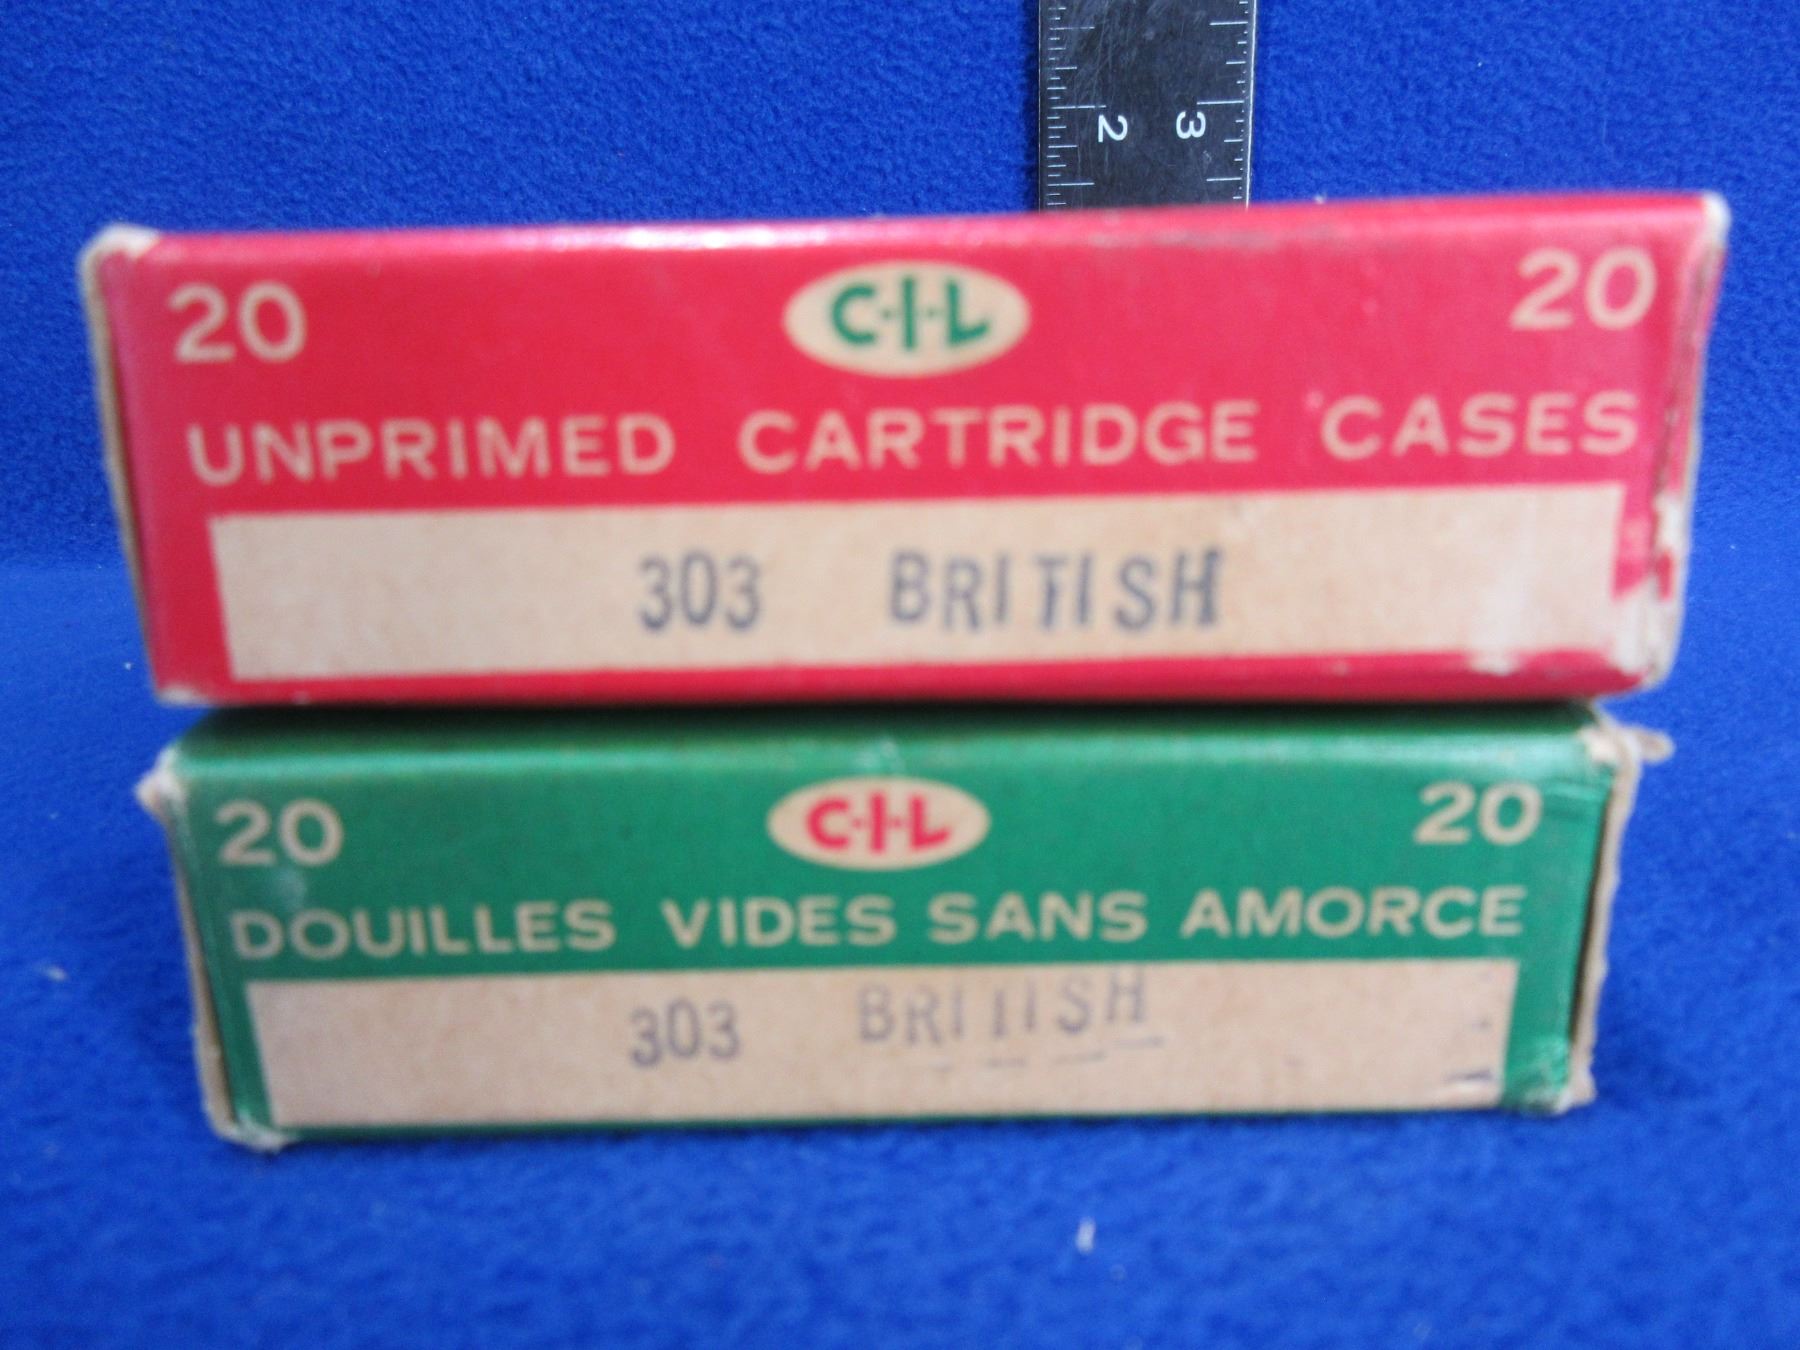 2 3
20 C·I·L 20
UNPRIMED CARTRIDGE CASES
303 BRITISH
20 C·I·L 20
DOUILLES VIDES SANS AMORCE
303 BRITISH